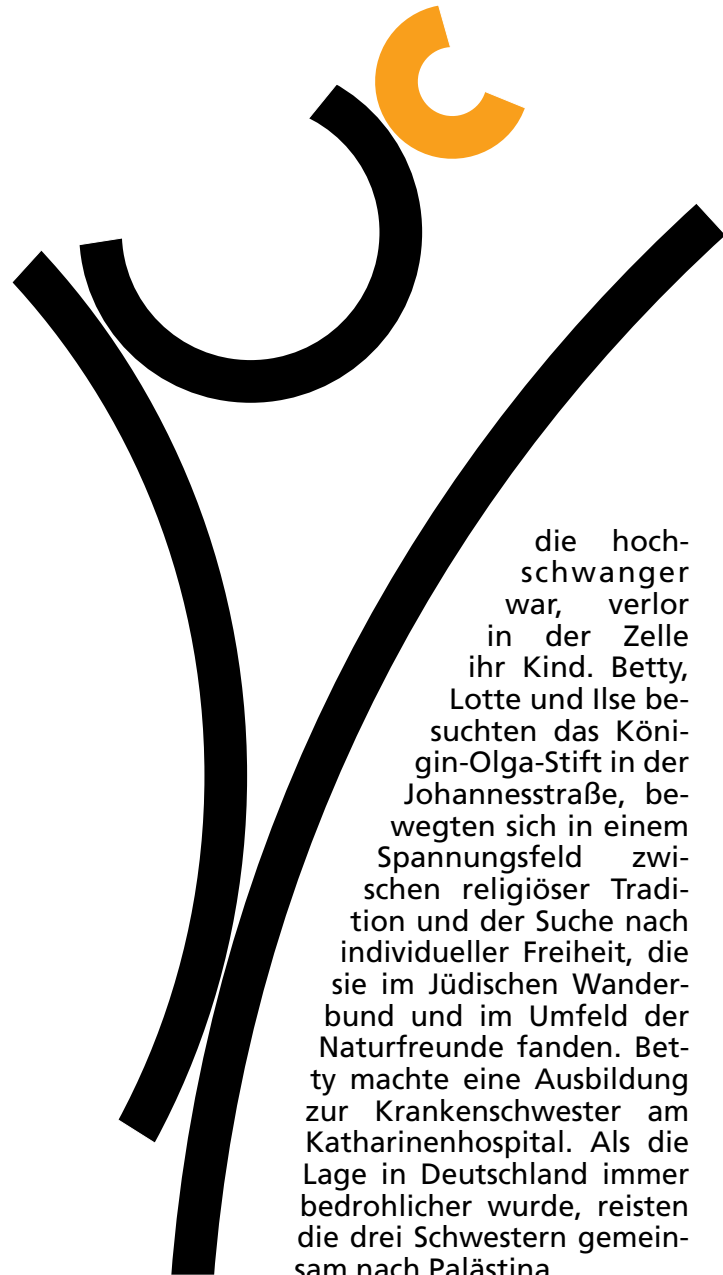 die hoch-
schwanger
war, verlor
in der Zelle
ihr Kind. Betty,
Lotte und Ilse be-
suchten das Köni-
gin-Olga-Stift in der
Johannesstraße, be-
wegten sich in einem
Spannungsfeld zwi-
schen religiöser Tradi-
tion und der Suche nach
individueller Freiheit, die
sie im Jüdischen Wander-
bund und im Umfeld der
Naturfreunde fanden. Bet-
ty machte eine Ausbildung
zur Krankenschwester am
Katharinenhospital. Als die
Lage in Deutschland immer
bedrohlicher wurde, reisten
die drei Schwestern gemein-
sam nach Palästina